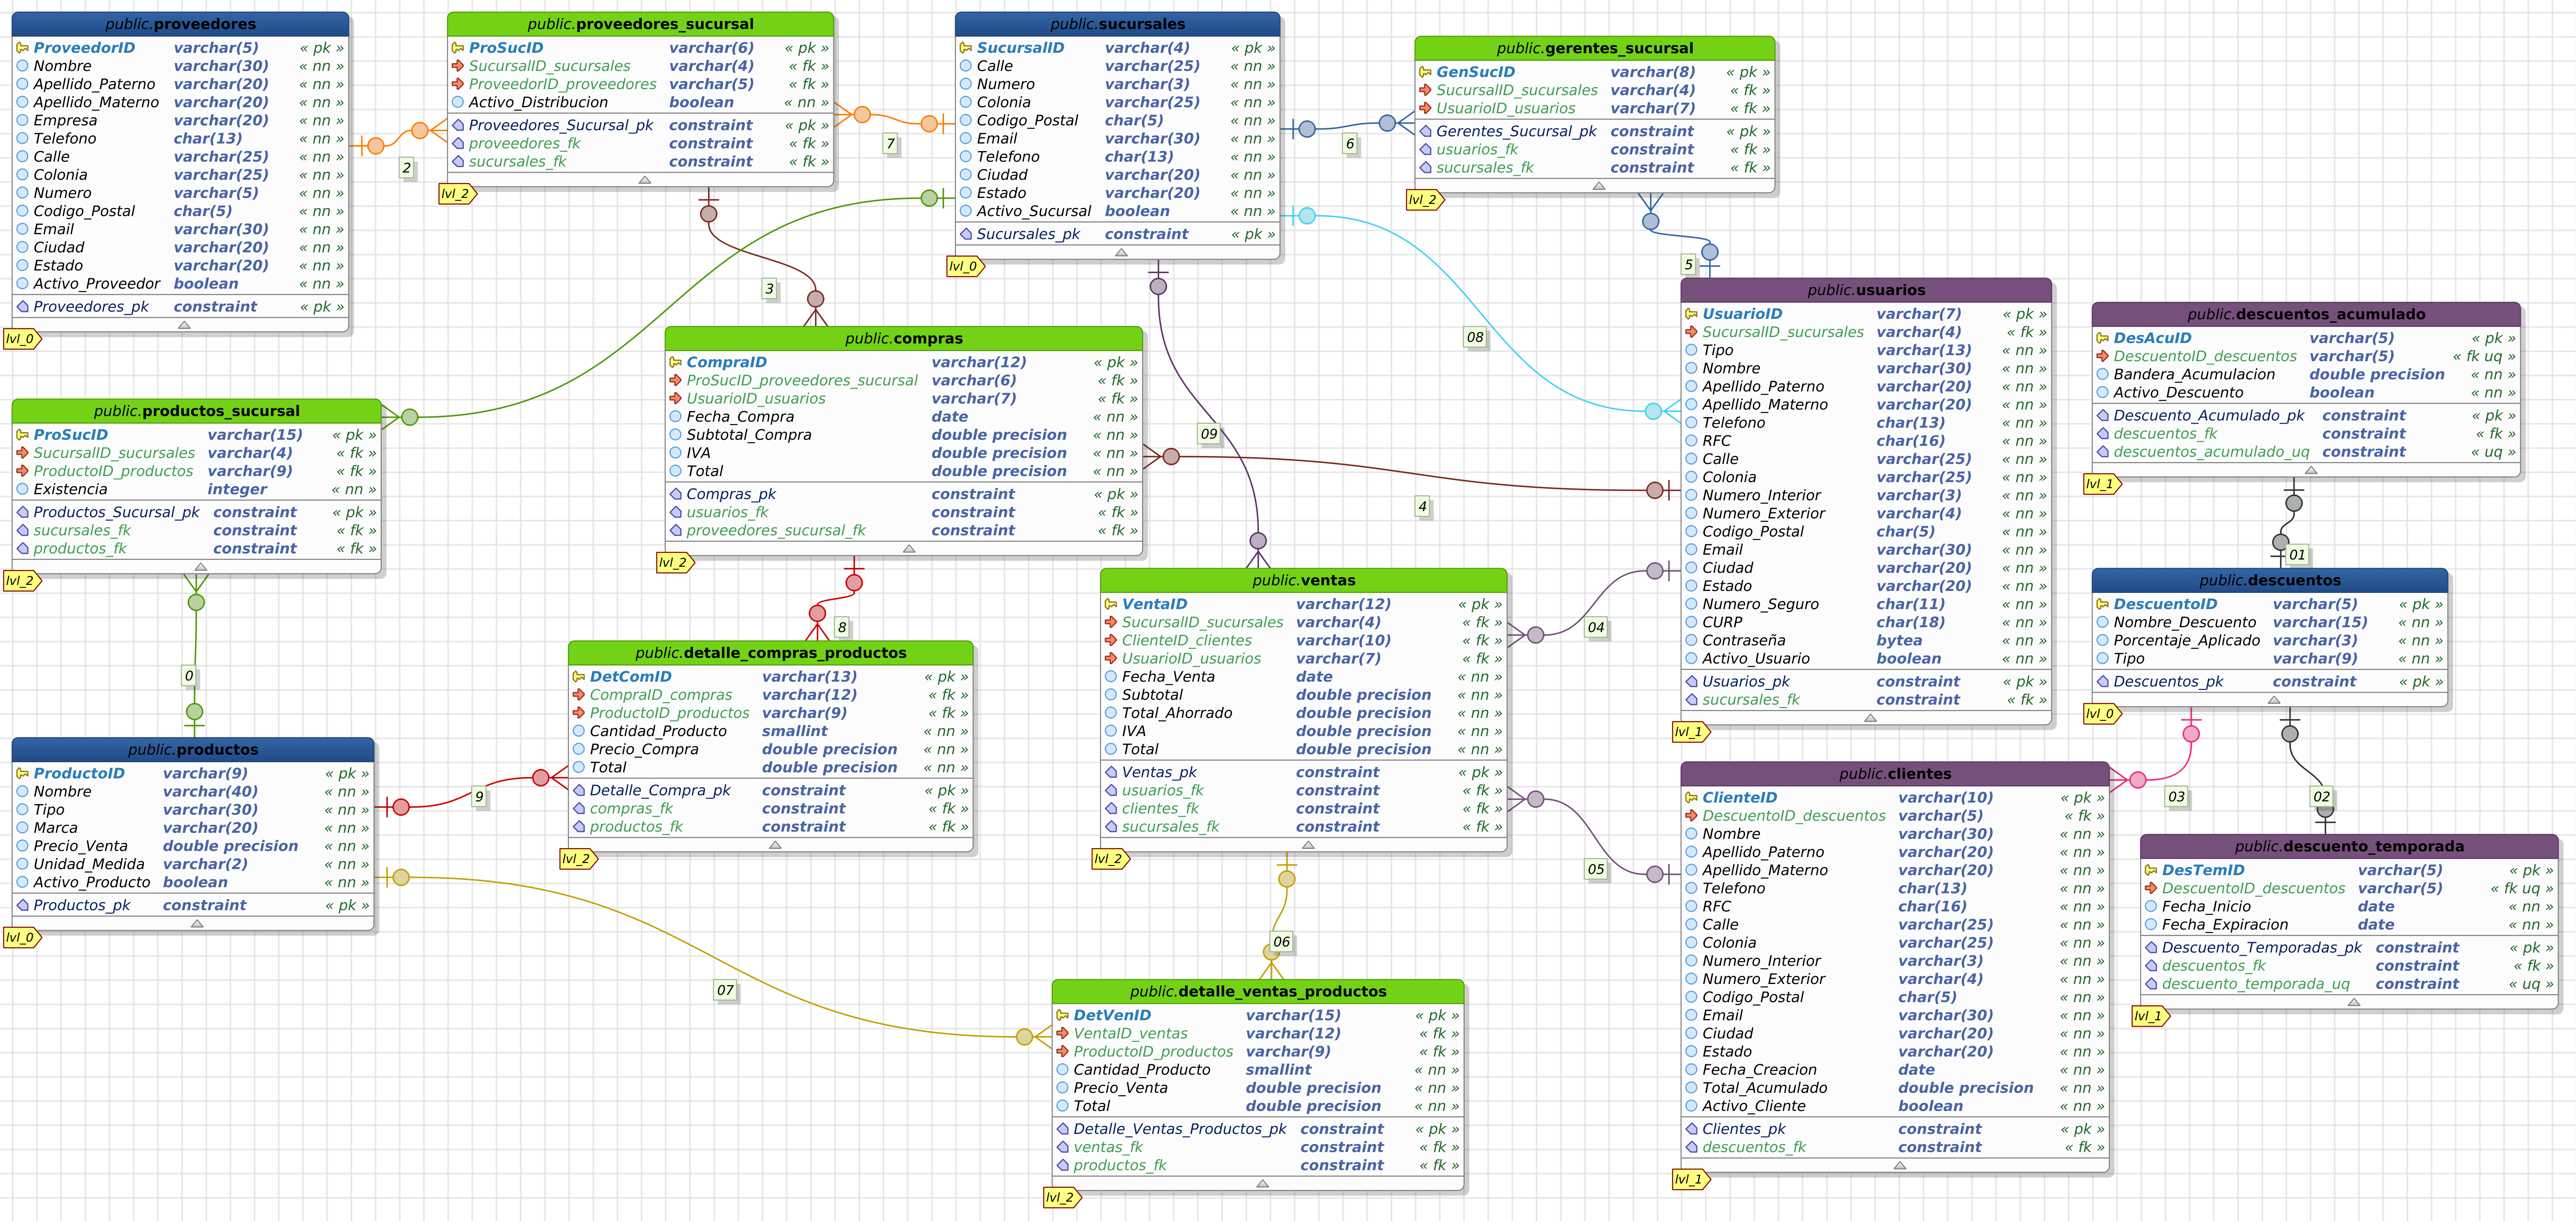 public.proveedores
ProveedorID varchar(5) « pk »
Nombre varchar(30) « nn »
Apellido_Paterno varchar(20) « nn »
Apellido_Materno varchar(20) « nn »
Empresa varchar(20) « nn »
Telefono char(13) « nn »
Calle varchar(25) « nn »
Colonia varchar(25) « nn »
Numero varchar(5) « nn »
Codigo_Postal char(5) « nn »
Email varchar(30) « nn »
Ciudad varchar(20) « nn »
Estado varchar(20) « nn »
Activo_Proveedor boolean « nn »
Proveedores_pk constraint « pk »
lvl_0
2
public.proveedores_sucursal
ProSucID varchar(6) « pk »
SucursalID_sucursales varchar(4) « fk »
ProveedorID_proveedores varchar(5) « fk »
Activo_Distribucion boolean « nn »
Proveedores_Sucursal_pk constraint « pk »
proveedores_fk constraint « fk »
sucursales_fk constraint « fk »
lvl_2
7
3
public.sucursales
SucursalID varchar(4) « pk »
Calle varchar(25) « nn »
Numero varchar(3) « nn »
Colonia varchar(25) « nn »
Codigo_Postal char(5) « nn »
Email varchar(30) « nn »
Telefono char(13) « nn »
Ciudad varchar(20) « nn »
Estado varchar(20) « nn »
Activo_Sucursal boolean « nn »
Sucursales_pk constraint « pk »
lvl_0
6
public.gerentes_sucursal
GenSucID varchar(8) « pk »
SucursalID_sucursales varchar(4) « fk »
UsuarioID_usuarios varchar(7) « fk »
Gerentes_Sucursal_pk constraint « pk »
usuarios_fk constraint « fk »
sucursales_fk constraint « fk »
lvl_2
5
08
public.usuarios
UsuarioID varchar(7) « pk »
SucursalID_sucursales varchar(4) « fk »
Tipo varchar(13) « nn »
Nombre varchar(30) « nn »
Apellido_Paterno varchar(20) « nn »
Apellido_Materno varchar(20) « nn »
Telefono char(13) « nn »
RFC char(16) « nn »
Calle varchar(25) « nn »
Colonia varchar(25) « nn »
Numero_Interior varchar(3) « nn »
Numero_Exterior varchar(4) « nn »
Codigo_Postal char(5) « nn »
Email varchar(30) « nn »
Ciudad varchar(20) « nn »
Estado varchar(20) « nn »
Numero_Seguro char(11) « nn »
CURP char(18) « nn »
Contraseña bytea « nn »
Activo_Usuario boolean « nn »
Usuarios_pk constraint « pk »
sucursales_fk constraint « fk »
lvl_1
public.descuentos_acumulado
DesAcuID varchar(5) « pk »
DescuentoID_descuentos varchar(5) « fk uq »
Bandera_Acumulacion double precision « nn »
Activo_Descuento boolean « nn »
Descuento_Acumulado_pk constraint « pk »
descuentos_fk constraint « fk »
descuentos_acumulado_uq constraint « uq »
lvl_1
01
public.compras
CompraID varchar(12) « pk »
ProSucID_proveedores_sucursal varchar(6) « fk »
UsuarioID_usuarios varchar(7) « fk »
Fecha_Compra date « nn »
Subtotal_Compra double precision « nn »
IVA double precision « nn »
Total double precision « nn »
Compras_pk constraint « pk »
usuarios_fk constraint « fk »
proveedores_sucursal_fk constraint « fk »
lvl_2
09
4
8
public.productos_sucursal
ProSucID varchar(15) « pk »
SucursalID_sucursales varchar(4) « fk »
ProductoID_productos varchar(9) « fk »
Existencia integer « nn »
Productos_Sucursal_pk constraint « pk »
sucursales_fk constraint « fk »
productos_fk constraint « fk »
lvl_2
0
public.descuentos
DescuentoID varchar(5) « pk »
Nombre_Descuento varchar(15) « nn »
Porcentaje_Aplicado varchar(3) « nn »
Tipo varchar(9) « nn »
Descuentos_pk constraint « pk »
lvl_0
03
02
public.ventas
VentaID varchar(12) « pk »
SucursalID_sucursales varchar(4) « fk »
ClienteID_clientes varchar(10) « fk »
UsuarioID_usuarios varchar(7) « fk »
Fecha_Venta date « nn »
Subtotal double precision « nn »
Total_Ahorrado double precision « nn »
IVA double precision « nn »
Total double precision « nn »
Ventas_pk constraint « pk »
usuarios_fk constraint « fk »
clientes_fk constraint « fk »
sucursales_fk constraint « fk »
lvl_2
04
05
06
public.detalle_compras_productos
DetComID varchar(13) « pk »
CompraID_compras varchar(12) « fk »
ProductoID_productos varchar(9) « fk »
Cantidad_Producto smallint « nn »
Precio_Compra double precision « nn »
Total double precision « nn »
Detalle_Compra_pk constraint « pk »
compras_fk constraint « fk »
productos_fk constraint « fk »
lvl_2
9
public.productos
ProductoID varchar(9) « pk »
Nombre varchar(40) « nn »
Tipo varchar(30) « nn »
Marca varchar(20) « nn »
Precio_Venta double precision « nn »
Unidad_Medida varchar(2) « nn »
Activo_Producto boolean « nn »
Productos_pk constraint « pk »
lvl_0
07
public.clientes
ClienteID varchar(10) « pk »
DescuentoID_descuentos varchar(5) « fk »
Nombre varchar(30) « nn »
Apellido_Paterno varchar(20) « nn »
Apellido_Materno varchar(20) « nn »
Telefono char(13) « nn »
RFC char(16) « nn »
Calle varchar(25) « nn »
Colonia varchar(25) « nn »
Numero_Interior varchar(3) « nn »
Numero_Exterior varchar(4) « nn »
Codigo_Postal char(5) « nn »
Email varchar(30) « nn »
Ciudad varchar(20) « nn »
Estado varchar(20) « nn »
Fecha_Creacion date « nn »
Total_Acumulado double precision « nn »
Activo_Cliente boolean « nn »
Clientes_pk constraint « pk »
descuentos_fk constraint « fk »
lvl_1
public.descuento_temporada
DesTemID varchar(5) « pk »
DescuentoID_descuentos varchar(5) « fk uq »
Fecha_Inicio date « nn »
Fecha_Expiracion date « nn »
Descuento_Temporadas_pk constraint « pk »
descuentos_fk constraint « fk »
descuento_temporada_uq constraint « uq »
lvl_1
public.detalle_ventas_productos
DetVenID varchar(15) « pk »
VentaID_ventas varchar(12) « fk »
ProductoID_productos varchar(9) « fk »
Cantidad_Producto smallint « nn »
Precio_Venta double precision « nn »
Total double precision « nn »
Detalle_Ventas_Productos_pk constraint « pk »
ventas_fk constraint « fk »
productos_fk constraint « fk »
lvl_2